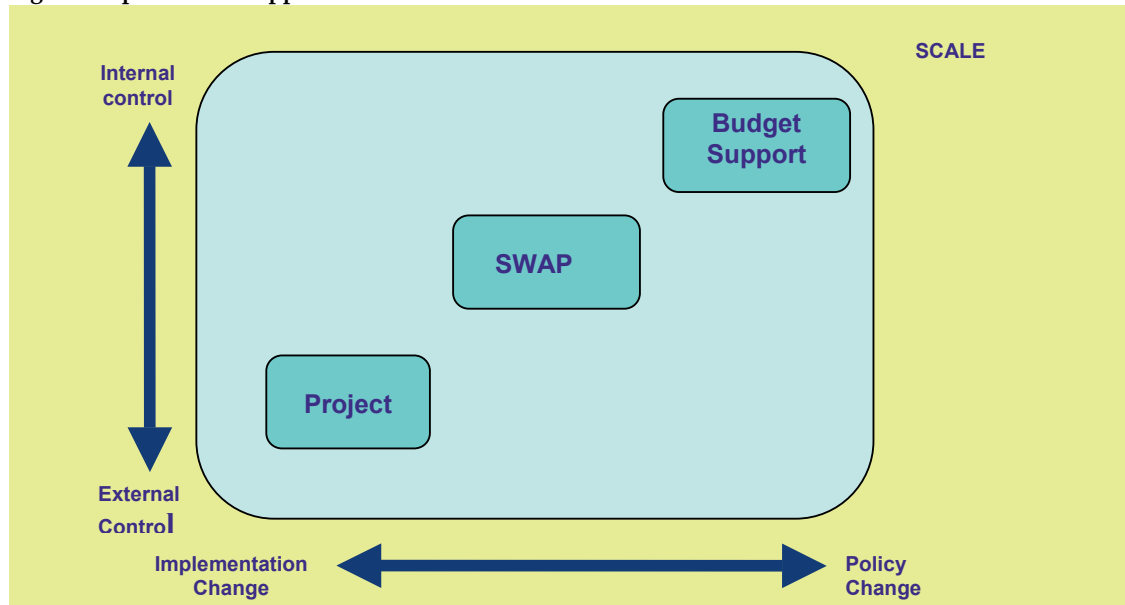 SCALE
Internal
control
Budget
Support
SWAP
Project
External
Control
Implementation
Change
Policy
Change